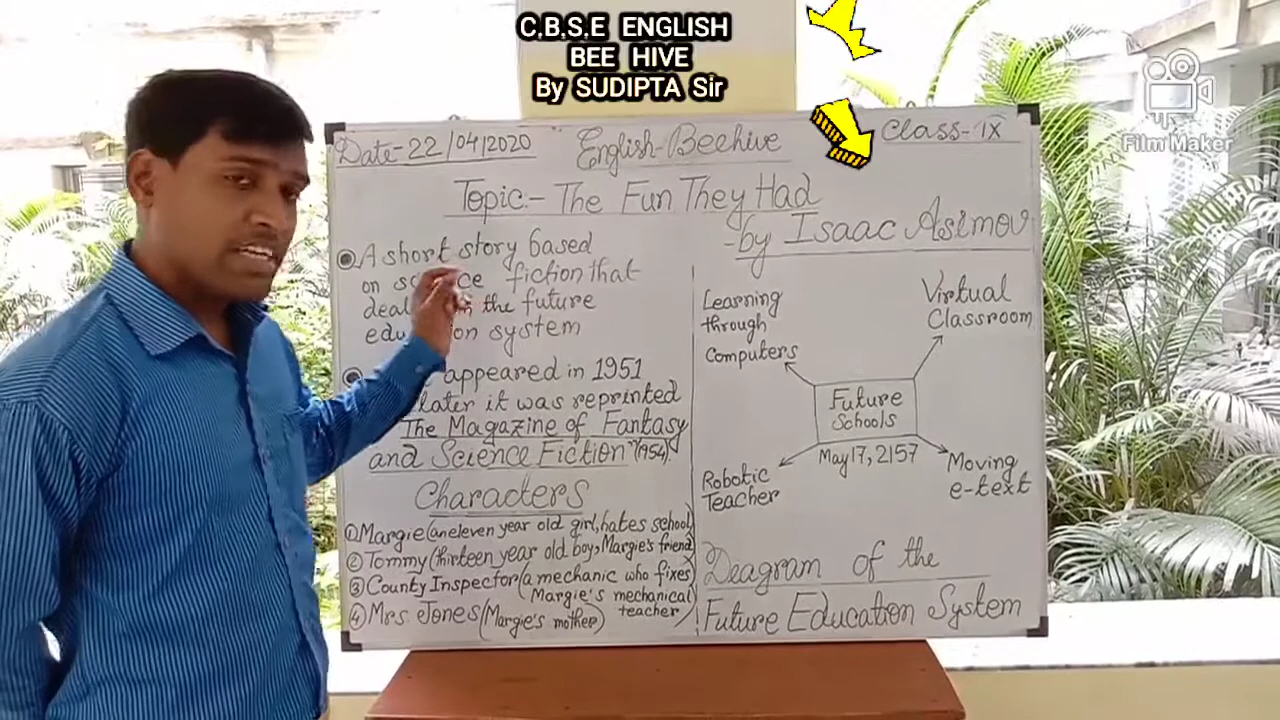 C,B,S,E ENGLISH
BEE HIVE
By SUDIPTA Sir
Film Maker
Date-22/04/2020
English-Beehive
Class-IX
Topic:- The Fun They Had
-by Isaac Asimov
A short story based
on science fiction that
the future
education system
appeared in 1951
later it was reprinted
The Magazine of Fantasy
and Science Fiction" (1954).
Characters
① Margie (an eleven year old girl, hates school)
② Tommy (thirteen year old boy, Margie's friend)
③ County Inspector (a mechanic who fixes
Margie's mechanical
teacher)
④ Mrs. Jones (Margie's mother)
Learning
through
Computers
Virtual
Classroom
Future
Schools
May 17, 2157
Robotic
Teacher
Moving
e-text
Deagram of the
Future Education System